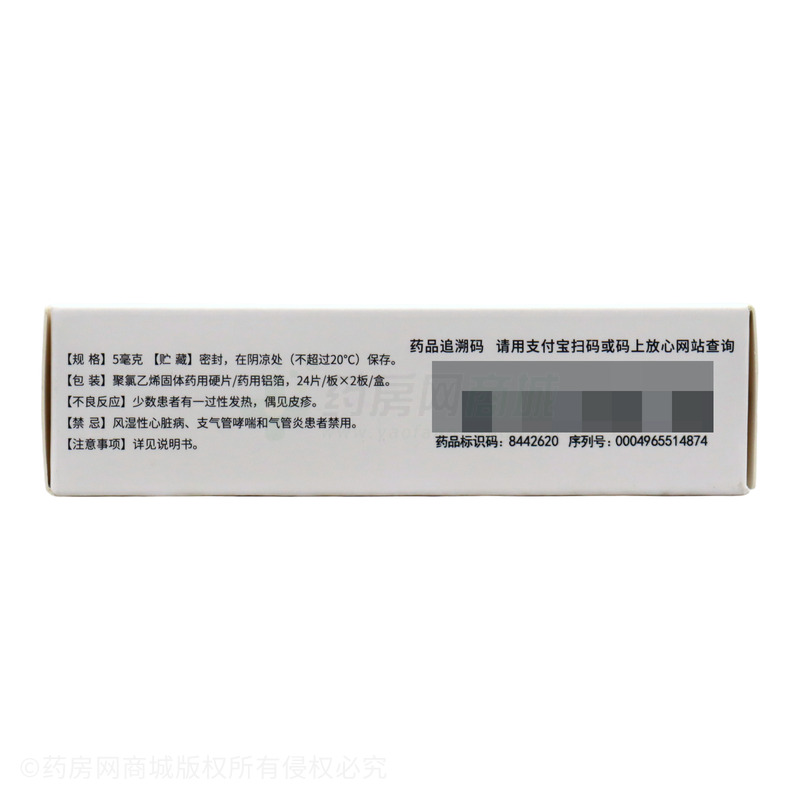 【规 格】5毫克 【贮 藏】密封，在阴凉处（不超过20℃）保存。
【包 装】聚氯乙烯固体药用硬片/药用铝箔，24片/板×2板/盒。
【不良反应】少数患者有一过性发热，偶见皮疹。
【禁 忌】风湿性心脏病、支气管哮喘和气管炎患者禁用。
【注意事项】详见说明书。
药品追溯码 请用支付宝扫码或码上放心网站查询
药品标识码：8442620 序列号：0004965514874
药房网商城
©药房网商城版权所有侵权必究